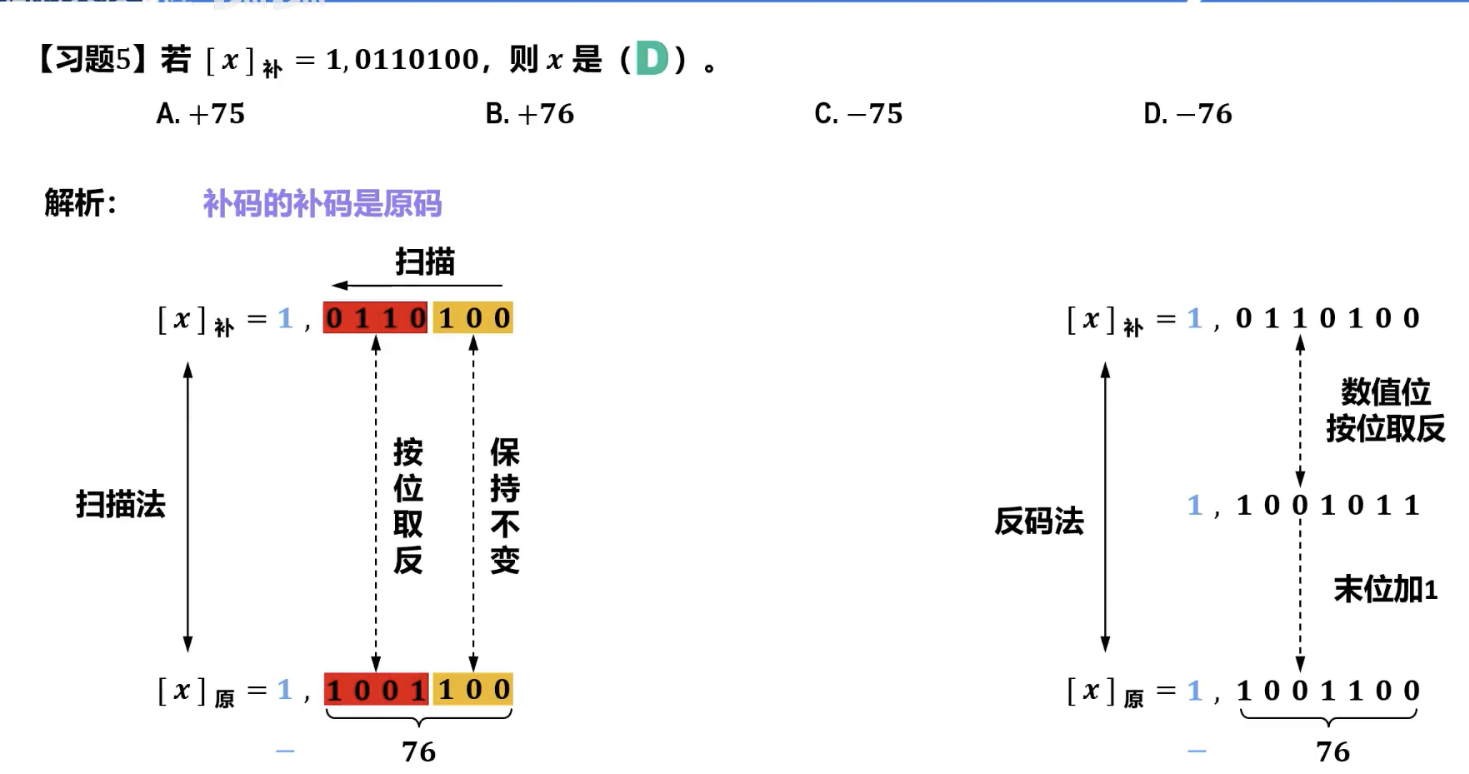 【习题5】若 [x]补 = 1,0110100，则 x 是（D）。
A. +75 B. +76 C. −75 D. −76
解析： 补码的补码是原码
扫描
[x]补 = 1 , 0 1 1 0 1 0 0
扫描法
按位取反
保持不变
[x]原 = 1 , 1 0 0 1 1 0 0
− 76
[x]补 = 1 , 0 1 1 0 1 0 0
数值位
按位取反
反码法
1 , 1 0 0 1 0 1 1
末位加1
[x]原 = 1 , 1 0 0 1 1 0 0
− 76